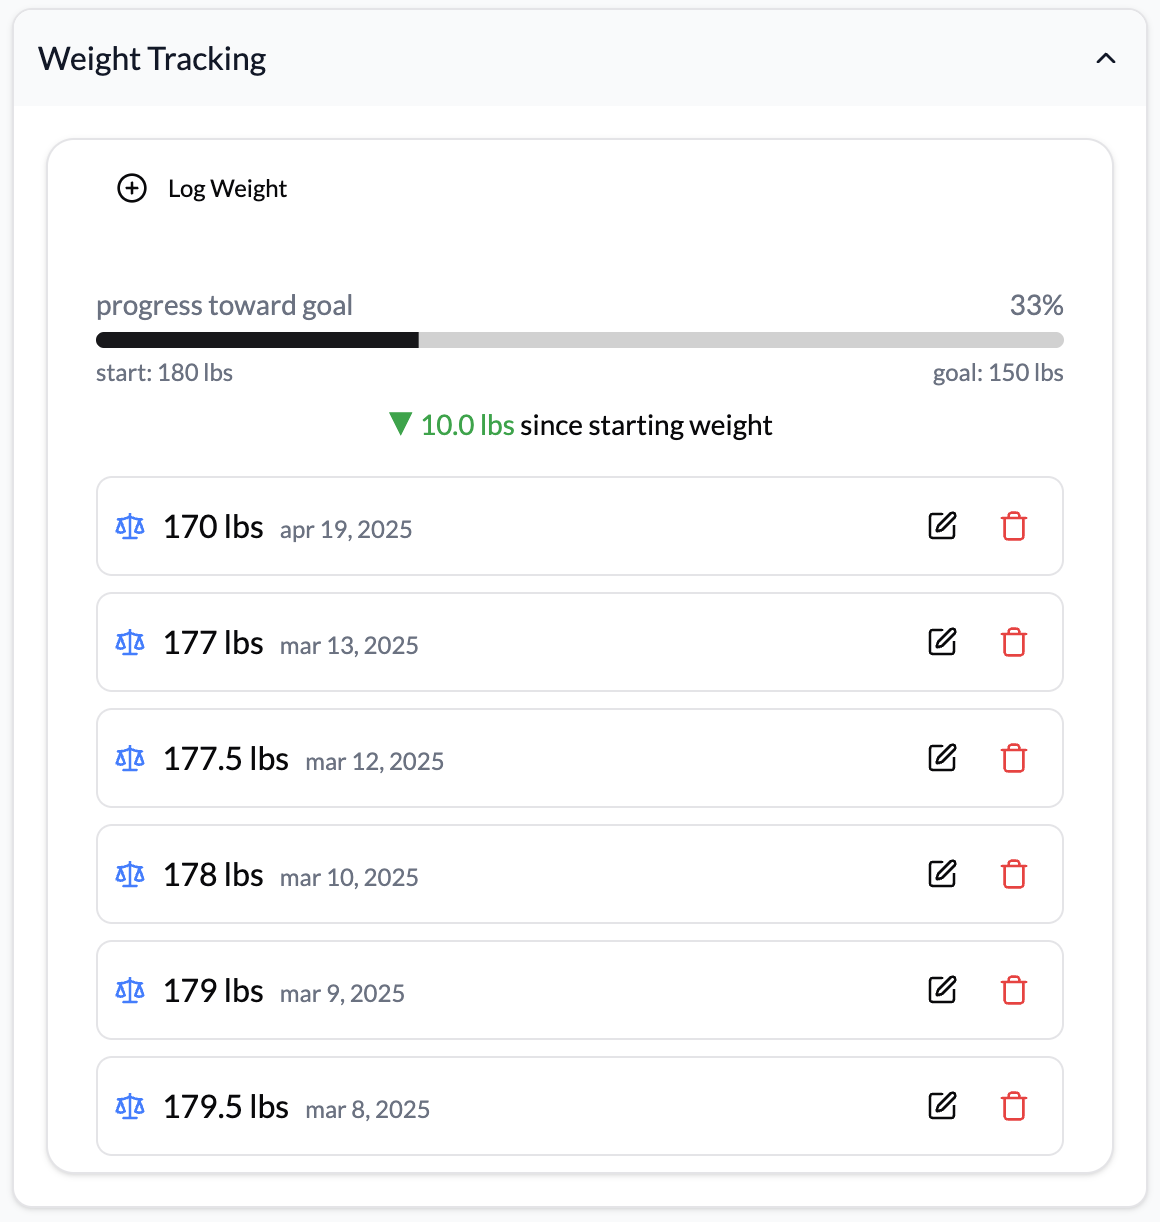 Weight Tracking
Log Weight
progress toward goal 33%
start: 180 lbs goal: 150 lbs
▼ 10.0 lbs since starting weight
170 lbs apr 19, 2025
177 lbs mar 13, 2025
177.5 lbs mar 12, 2025
178 lbs mar 10, 2025
179 lbs mar 9, 2025
179.5 lbs mar 8, 2025